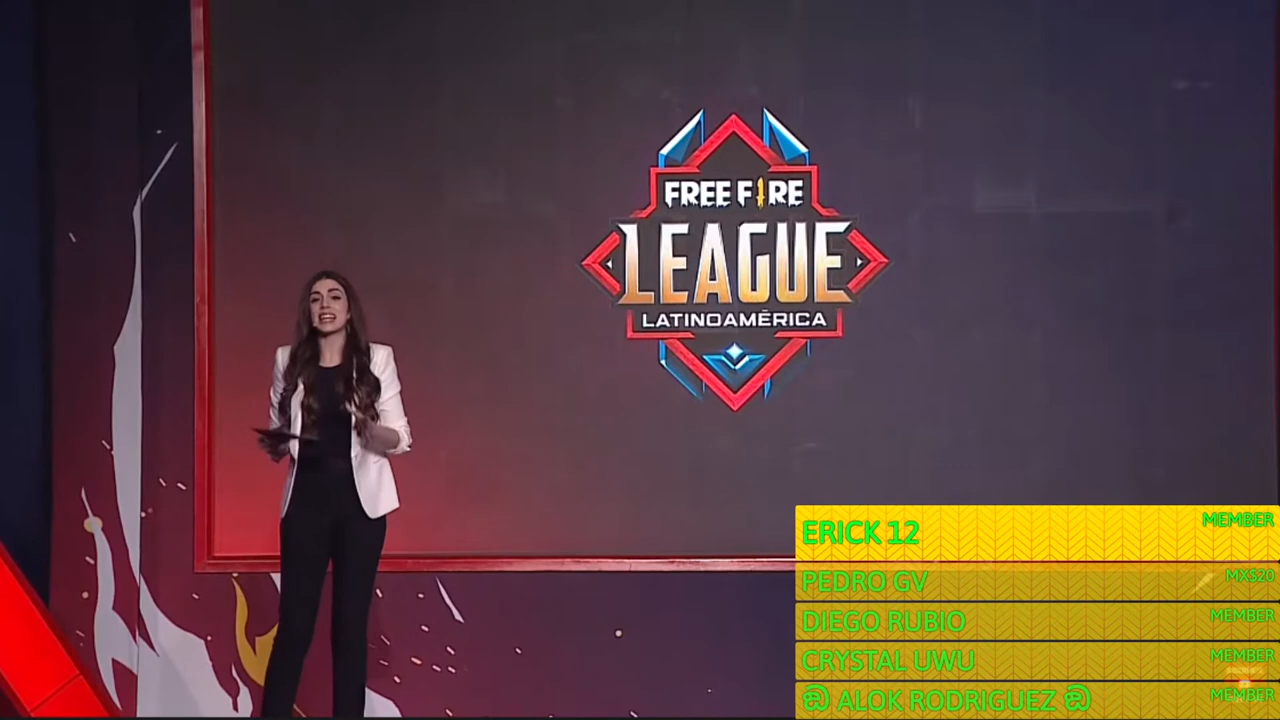 FREE FIRE
LEAGUE
LATINOAMÉRICA
ERICK 12
MEMBER
PEDRO GV
MX$20
DIEGO RUBIO
MEMBER
CRYSTAL UWU
MEMBER
ALOK RODRIGUEZ
MEMBER